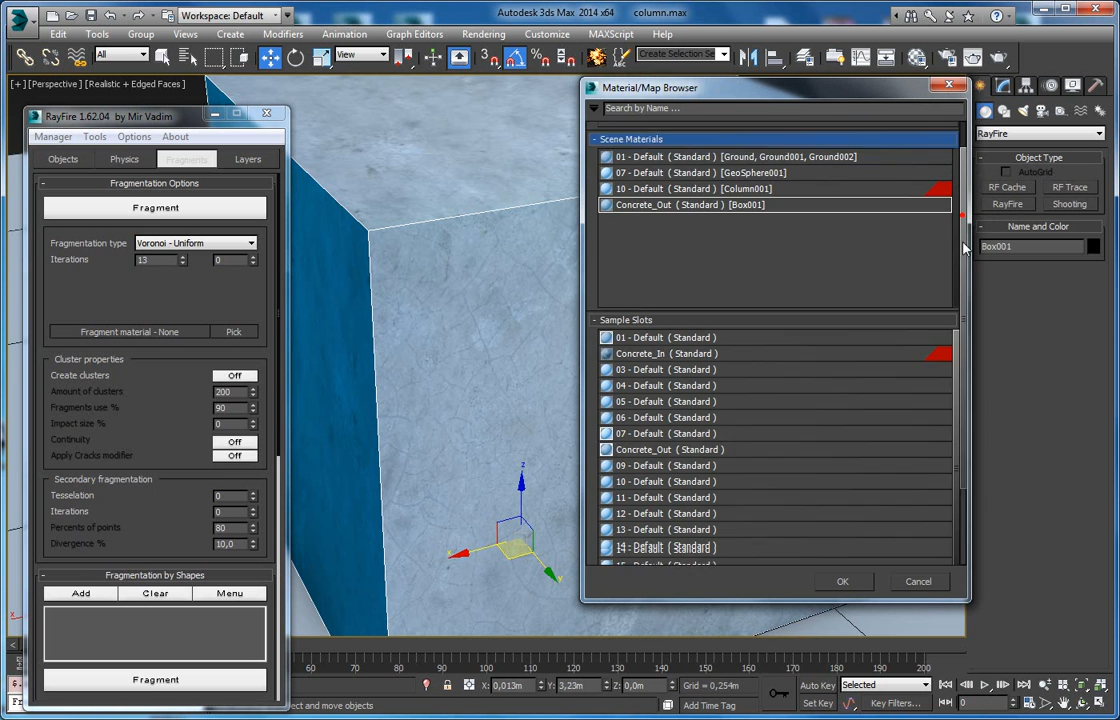 Workspace: Default
Autodesk 3ds Max 2014 x64 column.max
Edit Tools Group Views Create Modifiers Animation Graph Editors Rendering Customize MAXScript Help
All View Create Selection Se
[+] [Perspective] [Realistic + Edged Faces]
RayFire 1.62.04 by Mir Vadim
Manager Tools Options About
Objects Physics Fragments Layers
Fragmentation Options
Fragment
Fragmentation type Voronoi - Uniform
Iterations 13 0
Fragment material - None Pick
Cluster properties
Create clusters Off
Amount of clusters 200
Fragments use % 90
Impact size % 0
Continuity Off
Apply Cracks modifier Off
Secondary fragmentation
Tesselation 0
Iterations 0
Percents of points 80
Divergence % 10,0
Fragmentation by Shapes
Add Clear Menu
Fragment
z
x
y
Material/Map Browser
Search by Name ...
- Scene Materials
01 - Default ( Standard ) [Ground, Ground001, Ground002]
07 - Default ( Standard ) [GeoSphere001]
10 - Default ( Standard ) [Column001]
Concrete_Out ( Standard ) [Box001]
- Sample Slots
01 - Default ( Standard )
Concrete_In ( Standard )
03 - Default ( Standard )
04 - Default ( Standard )
05 - Default ( Standard )
06 - Default ( Standard )
07 - Default ( Standard )
Concrete_Out ( Standard )
09 - Default ( Standard )
10 - Default ( Standard )
11 - Default ( Standard )
12 - Default ( Standard )
13 - Default ( Standard )
14 - Default ( Standard )
OK Cancel
RayFire
Object Type
AutoGrid
RF Cache RF Trace
RayFire Shooting
Name and Color
Box001
60 70 80 90 100 110 120 130 140 150 160 170 180 190 200
X: 0,013m Y: 3,23m Z: 0,0m Grid = 0,254m
Auto Key Selected
Set Key Key Filters...
0
Add Time Tag
and move objects